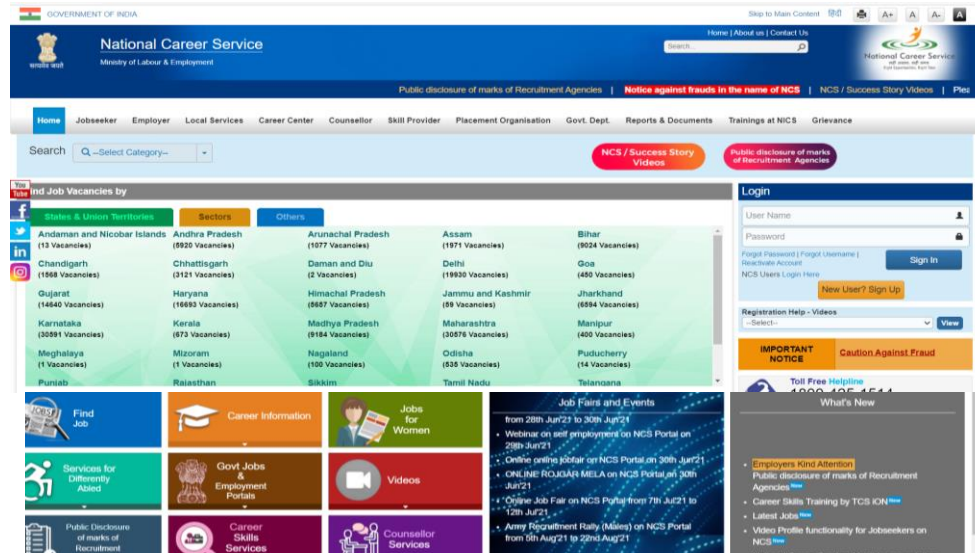 GOVERNMENT OF INDIA
Skip to Main Content हिंदी A+ A A- A
National Career Service
Ministry of Labour & Employment
सत्यमेव जयते
Home | About us | Contact Us
Search...
National Career Service
Public disclosure of marks of Recruitment Agencies | Notice against frauds in the name of NCS | NCS / Success Story Videos | Plea
Home Jobseeker Employer Local Services Career Center Counsellor Skill Provider Placement Organisation Govt. Dept. Reports & Documents Trainings at NICS Grievance
Search --Select Category--
NCS / Success Story
Videos
Public disclosure of marks
of Recruitment Agencies
You
Tube
ind Job Vacancies by
States & Union Territories Sectors Others
Andaman and Nicobar Islands Andhra Pradesh Arunachal Pradesh Assam Bihar
(13 Vacancies) (5920 Vacancies) (1077 Vacancies) (1971 Vacancies) (9024 Vacancies)
Chandigarh Chhattisgarh Daman and Diu Delhi Goa
(1568 Vacancies) (3121 Vacancies) (2 Vacancies) (19930 Vacancies) (450 Vacancies)
Gujarat Haryana Himachal Pradesh Jammu and Kashmir Jharkhand
(14640 Vacancies) (16693 Vacancies) (5657 Vacancies) (59 Vacancies) (6594 Vacancies)
Karnataka Kerala Madhya Pradesh Maharashtra Manipur
(30591 Vacancies) (673 Vacancies) (9184 Vacancies) (30576 Vacancies) (400 Vacancies)
Meghalaya Mizoram Nagaland Odisha Puducherry
(1 Vacancies) (1 Vacancies) (100 Vacancies) (535 Vacancies) (14 Vacancies)
Punjab Rajasthan Sikkim Tamil Nadu Telangana
Login
User Name
Password
Forgot Password | Forgot Username |
Reactivate Account
NCS Users Login Here
Sign In
New User? Sign Up
Registration Help - Videos
--Select-- View
IMPORTANT
NOTICE
Caution Against Fraud
Toll Free Helpline
1800-425-1514
Find
Job
Career Information
Jobs
for
Women
Services for
Differently
Abled
Govt Jobs
&
Employment
Portals
Videos
Public Disclosure
of marks of
Recruitment
Career
Skills
Services
Counsellor
Services
Job Fairs and Events
from 28th Jun'21 to 30th Jun'21
Webinar on self employment on NCS Portal on
29th Jun'21
Online online jobfair on NCS Portal on 30th Jun'21
ONLINE ROJGAR MELA on NCS Portal on 30th
Jun'21
Online Job Fair on NCS Portal from 7th Jul'21 to
12th Jul'21
Army Recruitment Rally (Males) on NCS Portal
from 6th Aug'21 to 22nd Aug'21
What's New
Employers Kind Attention
Public disclosure of marks of Recruitment
Agencies New
Career Skills Training by TCS iON New
Latest Jobs New
Video Profile functionality for Jobseekers on
NCS New